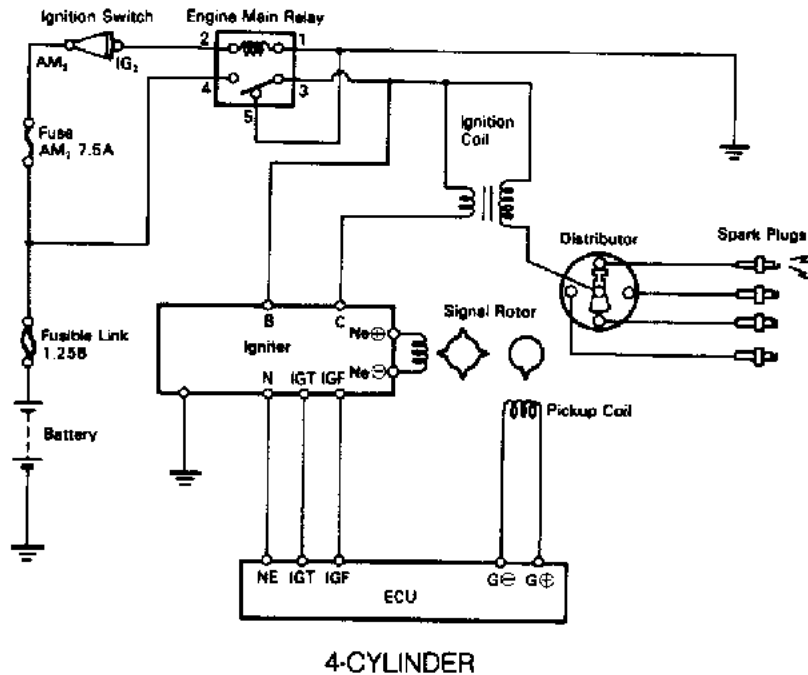 Ignition Switch
Engine Main Relay
2
1
AM₂
IG₂
4
3
5
Fuse
AM₂ 7.5A
Ignition
Coil
Distributor
Spark Plugs
B
C
Signal Rotor
Ne⊕
Igniter
Fusible Link
1.25B
Ne⊖
N
IGT
IGF
Pickup Coil
Battery
NE
IGT
IGF
G⊖
G⊕
ECU
4-CYLINDER